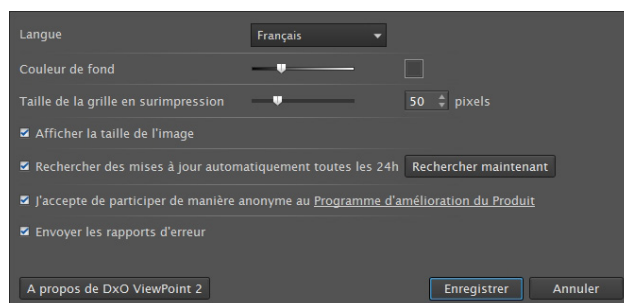 Langue Français
Couleur de fond
Taille de la grille en surimpression 50 pixels
Afficher la taille de l'image
Rechercher des mises à jour automatiquement toutes les 24h Rechercher maintenant
J'accepte de participer de manière anonyme au Programme d'amélioration du Produit
Envoyer les rapports d'erreur
A propos de DxO ViewPoint 2 Enregistrer Annuler